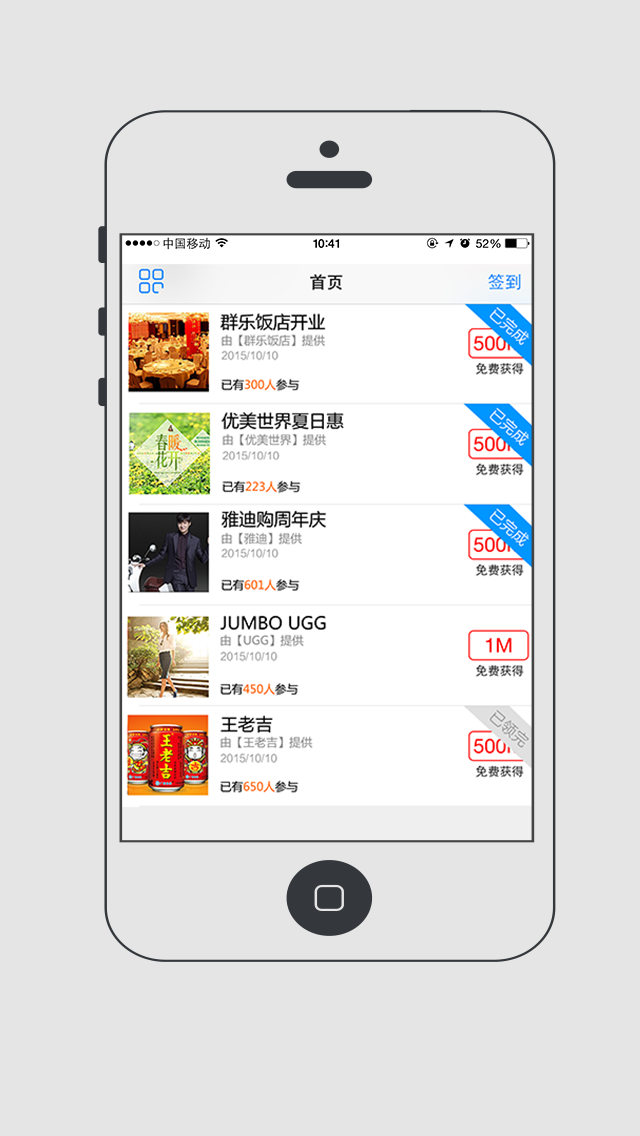 中国移动
10:41
52%
首页
签到
群乐饭店开业
由【群乐饭店】提供
2015/10/10
已有300人参与
已完成
500
免费获得
春暖
花开
优美世界夏日惠
由【优美世界】提供
2015/10/10
已有223人参与
已完成
500
免费获得
雅迪购周年庆
由【雅迪】提供
2015/10/10
已有601人参与
已完成
500
免费获得
JUMBO UGG
由【UGG】提供
2015/10/10
已有450人参与
1M
免费获得
王老吉
王老吉
由【王老吉】提供
2015/10/10
已有650人参与
已领完
500
免费获得